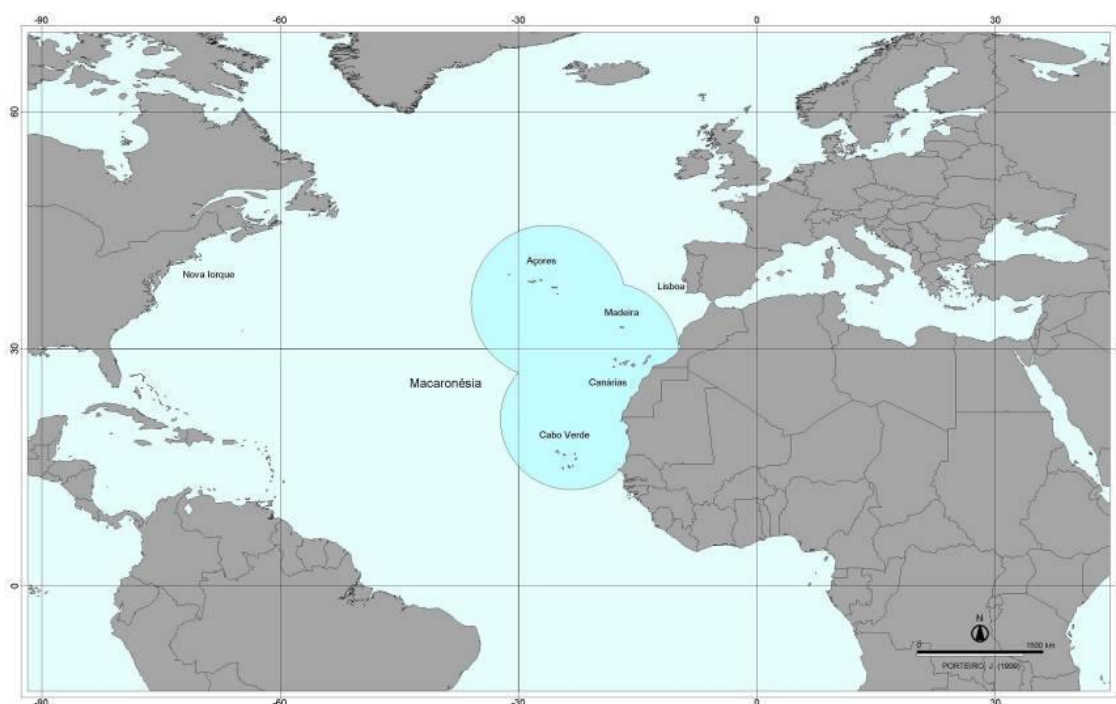 -90 -60 -30 0 30
60
Açores
Nova Iorque
Lisboa
Madeira
30
Macaronésia
Canárias
Cabo Verde
0
N
0 1500 km
PORTEIRO, J. (1999)
-90 -60 -30 0 30